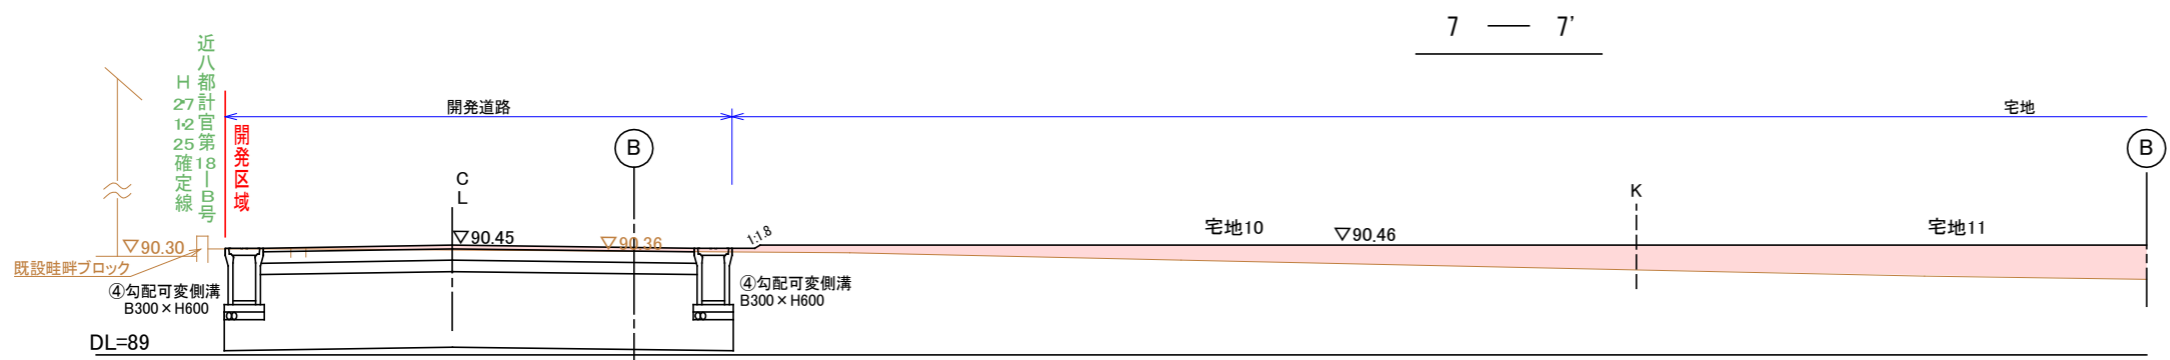 7 — 7'
近八都計官第18ーB号
H27・12・25確定線
開発区域
開発道路
宅地
B
B
C
L
K
▽90.30
▽90.45
▽90.36
1:1.8
宅地10
▽90.46
宅地11
既設畦畔ブロック
④勾配可変側溝
B300×H600
④勾配可変側溝
B300×H600
DL=89